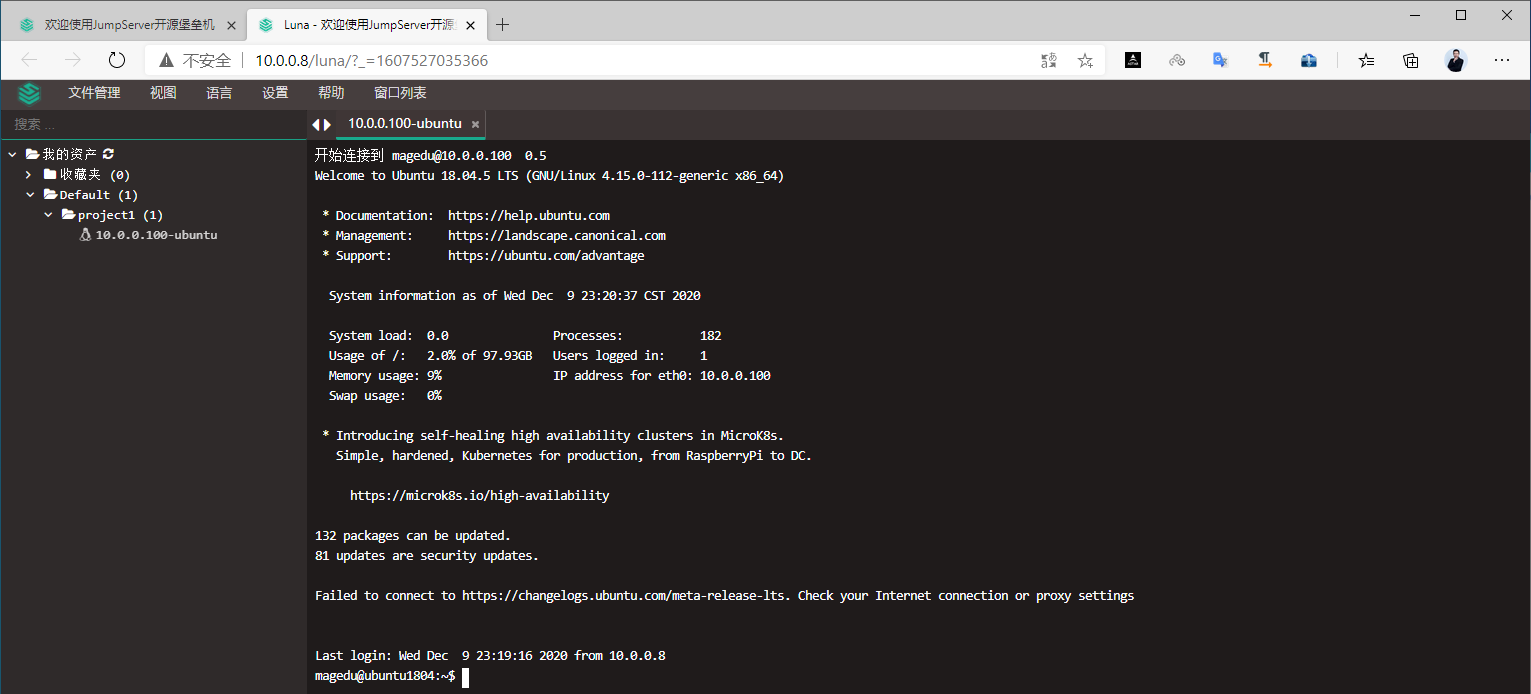 欢迎使用JumpServer开源堡垒机
Luna - 欢迎使用JumpServer开源
不安全 10.0.0.8/luna/?_=1607527035366
文件管理 视图 语言 设置 帮助 窗口列表
搜索 ...
10.0.0.100-ubuntu
我的资产
收藏夹 (0)
Default (1)
project1 (1)
10.0.0.100-ubuntu
开始连接到 magedu@10.0.0.100 0.5
Welcome to Ubuntu 18.04.5 LTS (GNU/Linux 4.15.0-112-generic x86_64)
* Documentation: https://help.ubuntu.com
* Management: https://landscape.canonical.com
* Support: https://ubuntu.com/advantage
System information as of Wed Dec 9 23:20:37 CST 2020
System load: 0.0 Processes: 182
Usage of /: 2.0% of 97.93GB Users logged in: 1
Memory usage: 9% IP address for eth0: 10.0.0.100
Swap usage: 0%
* Introducing self-healing high availability clusters in MicroK8s.
Simple, hardened, Kubernetes for production, from RaspberryPi to DC.
https://microk8s.io/high-availability
132 packages can be updated.
81 updates are security updates.
Failed to connect to https://changelogs.ubuntu.com/meta-release-lts. Check your Internet connection or proxy settings
Last login: Wed Dec 9 23:19:16 2020 from 10.0.0.8
magedu@ubuntu1804:~$